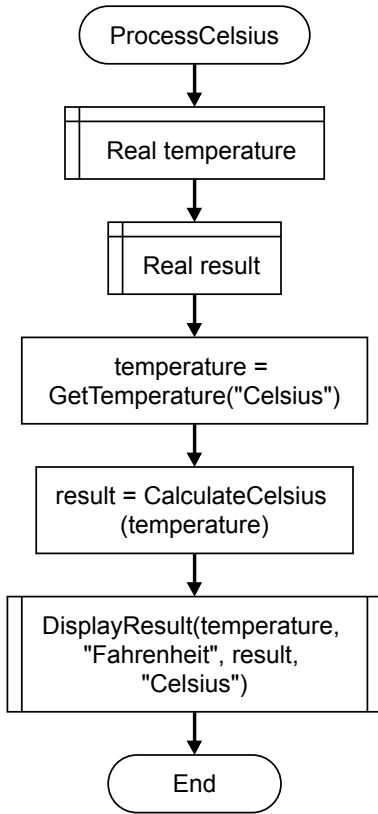 ProcessCelsius
Real temperature
Real result
temperature =
GetTemperature("Celsius")
result = CalculateCelsius
(temperature)
DisplayResult(temperature,
"Fahrenheit", result,
"Celsius")
End